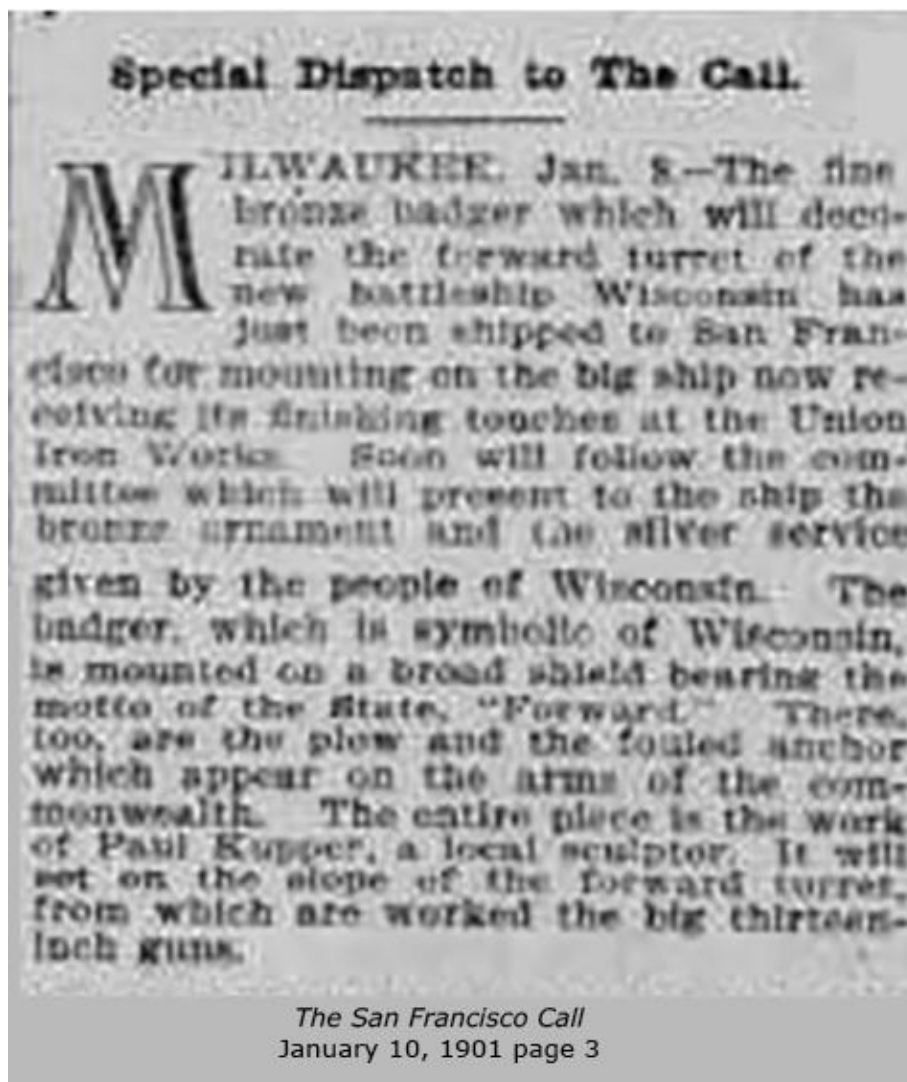 Special Dispatch to The Call.
MILWAUKEE, Jan. 8.—The fine
bronze badger which will deco-
rate the forward turret of the
new battleship Wisconsin has
just been shipped to San Fran-
cisco for mounting on the big ship now re-
ceiving its finishing touches at the Union
Iron Works. Soon will follow the com-
mittee which will present to the ship the
bronze ornament and the silver service
given by the people of Wisconsin. The
badger, which is symbolic of Wisconsin,
is mounted on a broad shield bearing the
motto of the State, "Forward." There,
too, are the plow and the fouled anchor
which appear on the arms of the com-
monwealth. The entire piece is the work
of Paul Kupper, a local sculptor. It will
set on the slope of the forward turret,
from which are worked the big thirteen-
inch guns.
The San Francisco Call
January 10, 1901 page 3